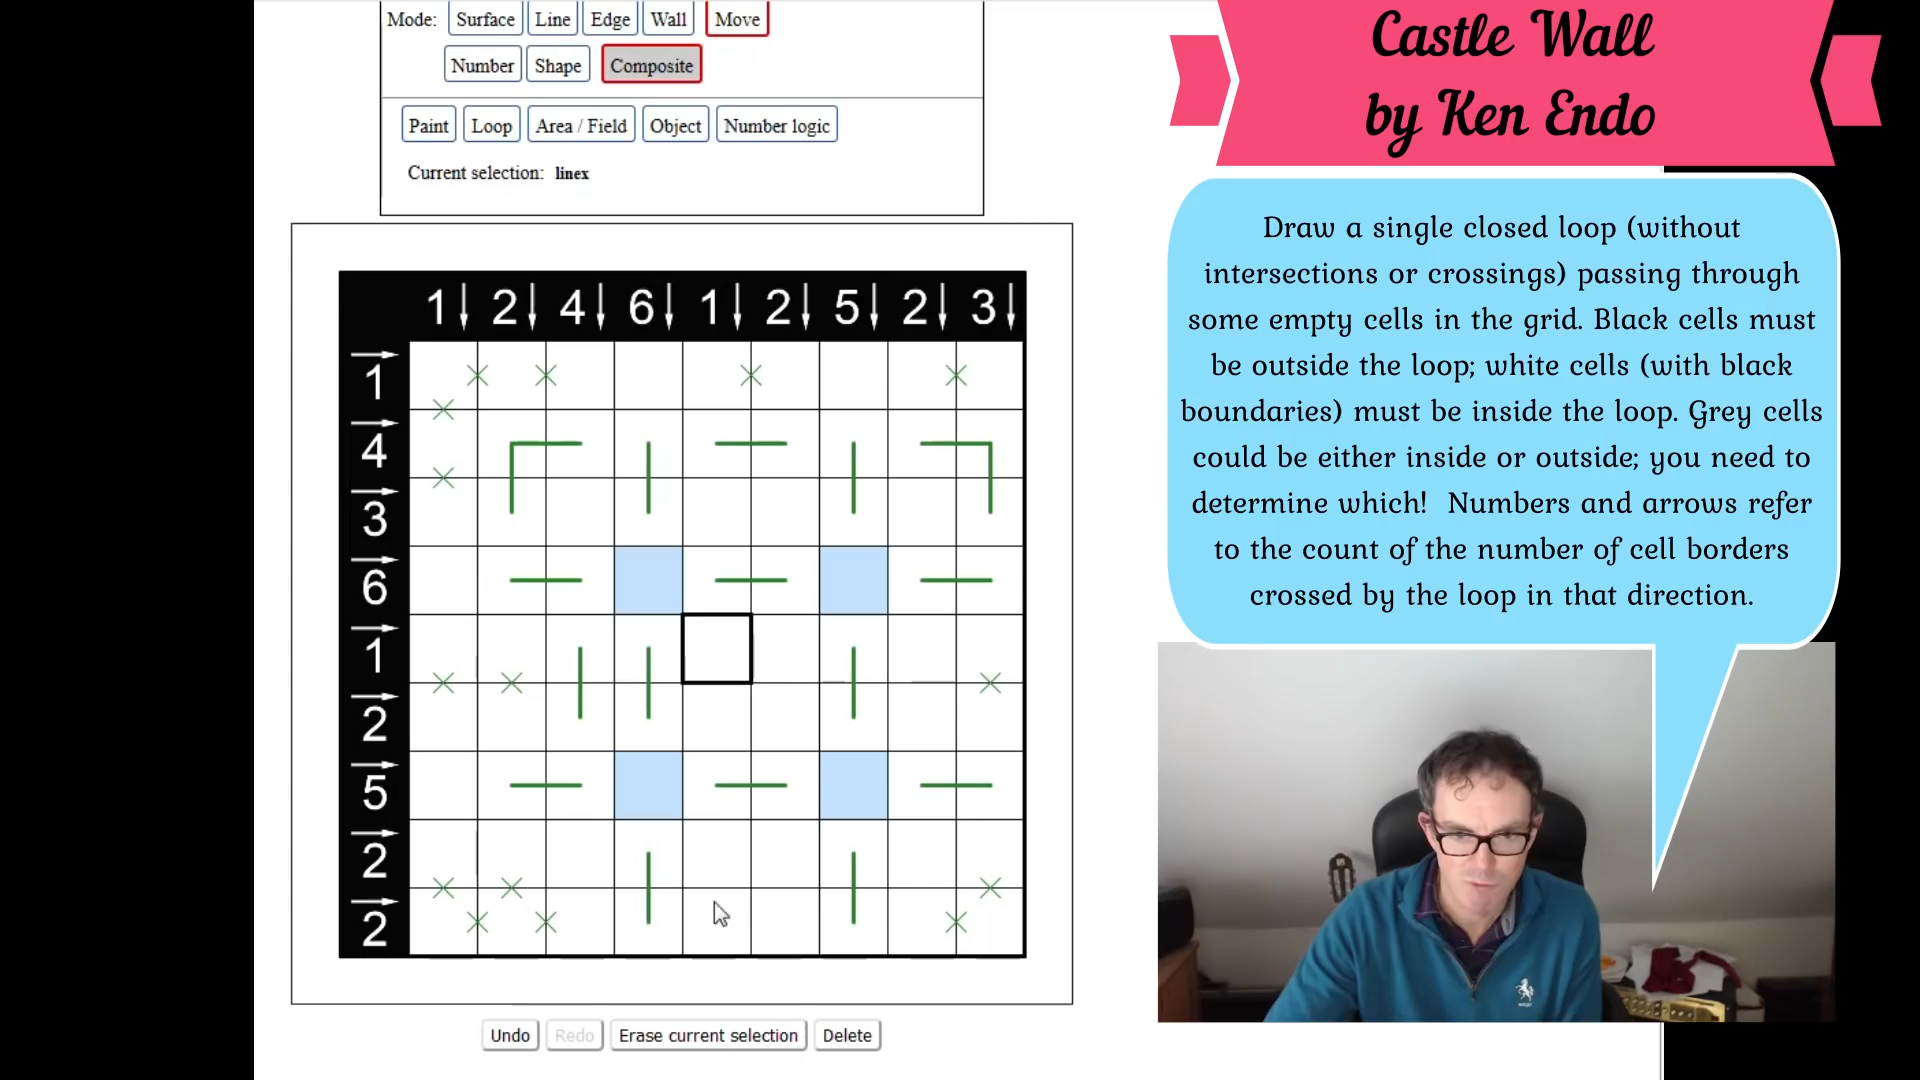 Mode: Surface Line Edge Wall Move
Number Shape Composite
Paint Loop Area / Field Object Number logic
Current selection: linex
1 2 4 6 1 2 5 2 3
1
4
3
6
1
2
5
2
2
Undo Redo Erase current selection Delete
Castle Wall
by Ken Endo
Draw a single closed loop (without
intersections or crossings) passing through
some empty cells in the grid. Black cells must
be outside the loop; white cells (with black
boundaries) must be inside the loop. Grey cells
could be either inside or outside; you need to
determine which! Numbers and arrows refer
to the count of the number of cell borders
crossed by the loop in that direction.